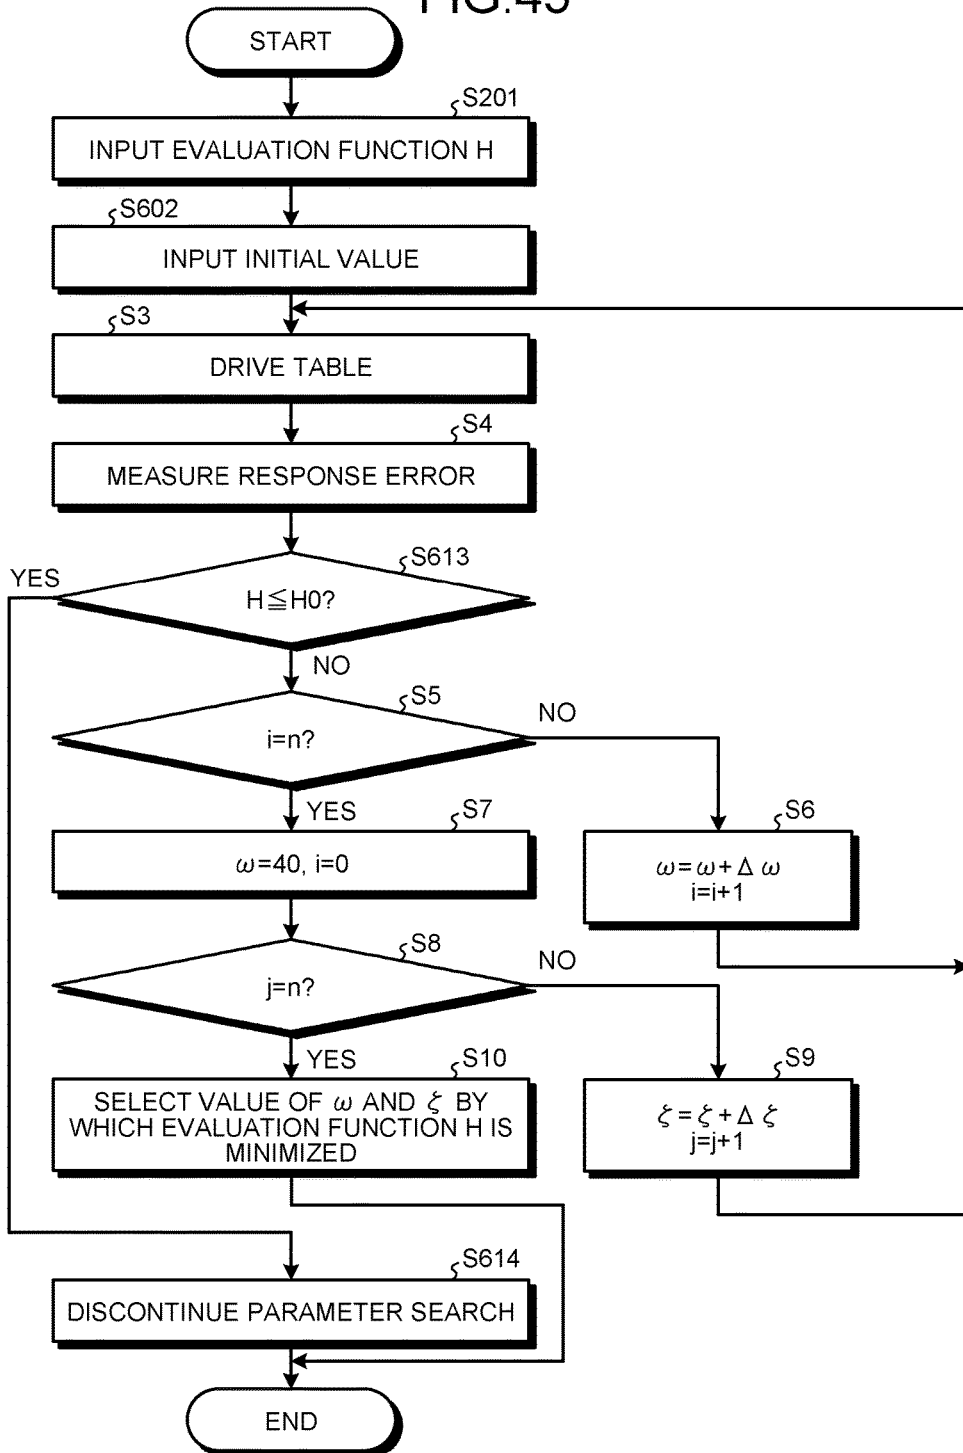 FIG.43
START
S201
INPUT EVALUATION FUNCTION H
S602
INPUT INITIAL VALUE
S3
DRIVE TABLE
S4
MEASURE RESPONSE ERROR
S613
YES
H≦H0?
NO
S5
NO
i=n?
YES
S7
ω=40, i=0
S6
ω=ω+Δ ω
i=i+1
S8
NO
j=n?
YES
S10
SELECT VALUE OF ω AND ζ BY
WHICH EVALUATION FUNCTION H IS
MINIMIZED
S9
ζ=ζ+Δ ζ
j=j+1
S614
DISCONTINUE PARAMETER SEARCH
END